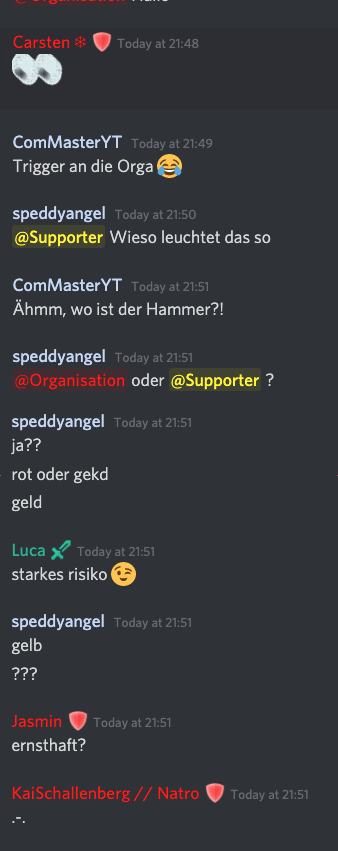 Carsten ❄ Today at 21:48
ComMasterYT Today at 21:49
Trigger an die Orga 😂
speddyangel Today at 21:50
@Supporter Wieso leuchtet das so
ComMasterYT Today at 21:51
Ähmm, wo ist der Hammer?!
speddyangel Today at 21:51
@Organisation oder @Supporter ?
speddyangel Today at 21:51
ja??
rot oder gekd
geld
Luca Today at 21:51
starkes risiko 😉
speddyangel Today at 21:51
gelb
???
Jasmin Today at 21:51
ernsthaft?
KaiSchallenberg // Natro Today at 21:51
.-.